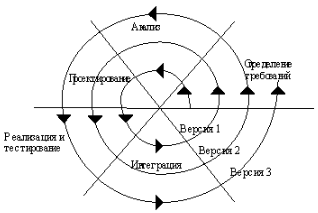 Анализ
Проектирование
Определение
требований
Реализация и
тестирование
Версия 1
Версия 2
Интеграция
Версия 3